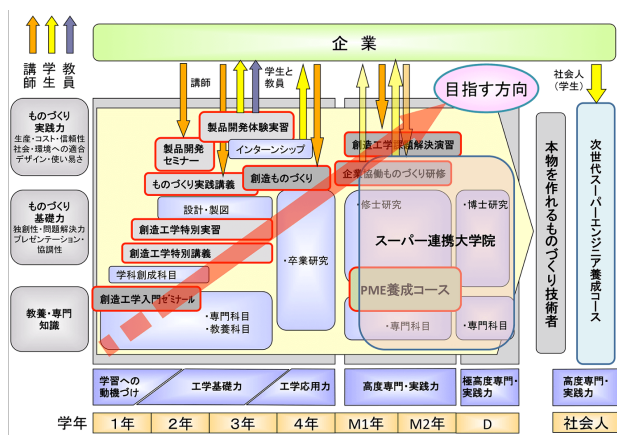 企 業
講師
学生
教員
講師
学生と
教員
社会人
(学生)
目指す方向
ものづくり
実践力
生産・コスト・信頼性
社会・環境への適合
デザイン・使い易さ
製品開発体験実習
製品開発
セミナー
インターンシップ
創造工学課題解決演習
ものづくり実践講義
創造ものづくり
企業協働ものづくり研修
ものづくり
基礎力
独創性・問題解決力
プレゼンテーション・
協調性
設計・製図
創造工学特別実習
創造工学特別講義
学科創成科目
・卒業研究
・修士研究
・博士研究
スーパー連携大学院
本物を作れるものづくり技術者
次世代スーパーエンジニア養成コース
教養・専門
知識
創造工学入門ゼミナール
・専門科目
・教養科目
PME養成コース
・専門科目
・専門科目
学習への
動機づけ
工学基礎力
工学応用力
高度専門・実践力
極高度専門・
実践力
高度専門・
実践力
学年
1年
2年
3年
4年
M1年
M2年
D
社会人